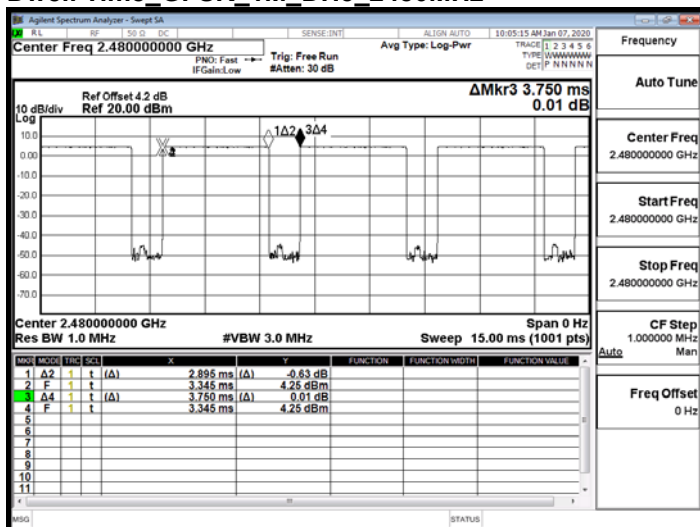 Agilent Spectrum Analyzer - Swept SA
RL RF 50 Ω DC SENSE:INT ALIGN AUTO 10:05:15 AM Jan 07, 2020
Center Freq 2.480000000 GHz
PNO: Fast
IFGain:Low
Trig: Free Run
#Atten: 30 dB
Avg Type: Log-Pwr
TRACE 1 2 3 4 5 6
TYPE WWWWWW
DET P N N N N N
Frequency
Auto Tune
Ref Offset 4.2 dB
10 dB/div Ref 20.00 dBm
ΔMkr3 3.750 ms
0.01 dB
Log
10.0
0.00
-10.0
-20.0
-30.0
-40.0
-50.0
-60.0
-70.0
1Δ2
3Δ4
Center Freq
2.480000000 GHz
Start Freq
2.480000000 GHz
Stop Freq
2.480000000 GHz
CF Step
1.000000 MHz
Auto Man
Freq Offset
0 Hz
Center 2.480000000 GHz Span 0 Hz
Res BW 1.0 MHz #VBW 3.0 MHz Sweep 15.00 ms (1001 pts)
MKR MODE TRC SCL X Y FUNCTION FUNCTION WIDTH FUNCTION VALUE
1 Δ2 1 t (Δ) 2.895 ms (Δ) -0.63 dB
2 F 1 t 3.345 ms 4.25 dBm
3 Δ4 1 t (Δ) 3.750 ms (Δ) 0.01 dB
4 F 1 t 3.345 ms 4.25 dBm
5
6
7
8
9
10
11
MSG STATUS